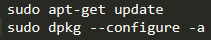 sudo apt-get update
sudo dpkg --configure -a